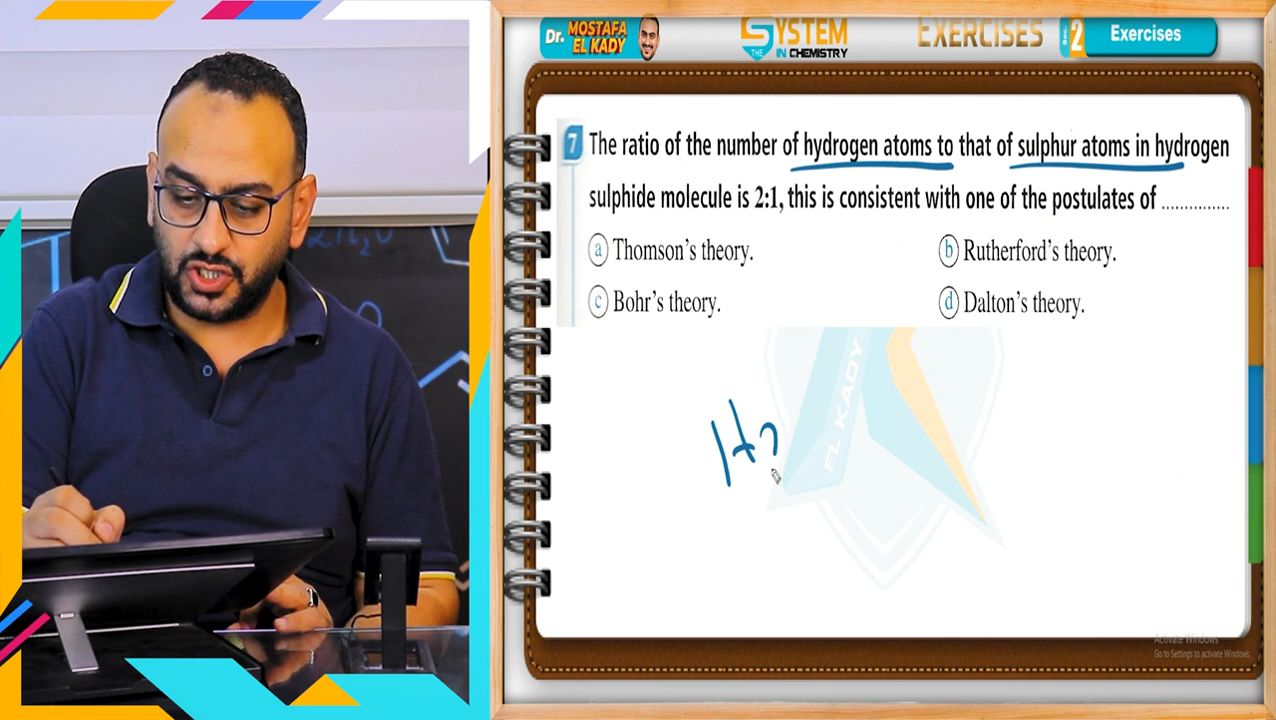 Dr. MOSTAFA EL KADY
THE SYSTEM IN CHEMISTRY
EXERCISES
Sec. 2 Exercises
7 The ratio of the number of hydrogen atoms to that of sulphur atoms in hydrogen
sulphide molecule is 2:1, this is consistent with one of the postulates of ...............
a Thomson's theory.
b Rutherford's theory.
c Bohr's theory.
d Dalton's theory.
EL KADY
H2
Activate Windows
Go to Settings to activate Windows.